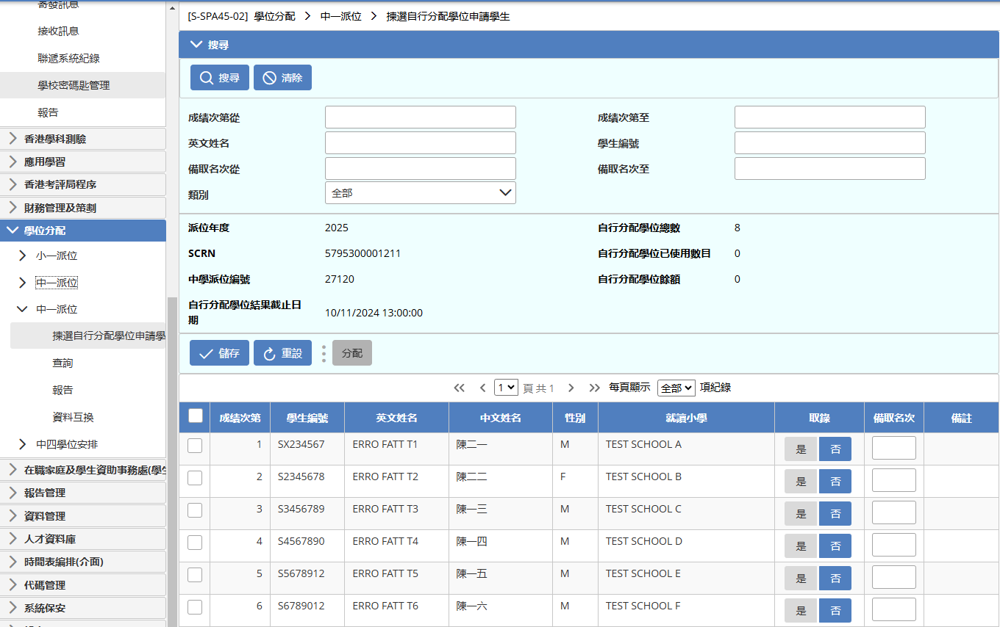 寄發訊息
接收訊息
聯遞系統紀錄
學校密碼匙管理
報告
香港學科測驗
應用學習
香港考評局程序
財務管理及策劃
學位分配
小一派位
中一派位
中一派位
揀選自行分配學位申請學
查詢
報告
資料互換
中四學位安排
在職家庭及學生資助事務處(學生
報告管理
資料管理
人才資料庫
時間表編排(介面)
代碼管理
系統保安
[S-SPA45-02] 學位分配 > 中一派位 > 揀選自行分配學位申請學生
搜尋
搜尋 清除
成績次第從 成績次第至
英文姓名 學生編號
備取名次從 備取名次至
類別 全部
派位年度 2025 自行分配學位總數 8
SCRN 5795300001211 自行分配學位已使用數目 0
中學派位編號 27120 自行分配學位餘額 0
自行分配學位結果截止日
期 10/11/2024 13:00:00
儲存 重設 分配
1 頁 共 1 每頁顯示 全部 項紀錄
成績次第 學生編號 英文姓名 中文姓名 性別 就讀小學 取錄 備取名次 備註
1 SX234567 ERRO FATT T1 陳二一 M TEST SCHOOL A 是 否
2 S2345678 ERRO FATT T2 陳二二 F TEST SCHOOL B 是 否
3 S3456789 ERRO FATT T3 陳一三 M TEST SCHOOL C 是 否
4 S4567890 ERRO FATT T4 陳一四 M TEST SCHOOL D 是 否
5 S5678912 ERRO FATT T5 陳一五 M TEST SCHOOL E 是 否
6 S6789012 ERRO FATT T6 陳一六 M TEST SCHOOL F 是 否